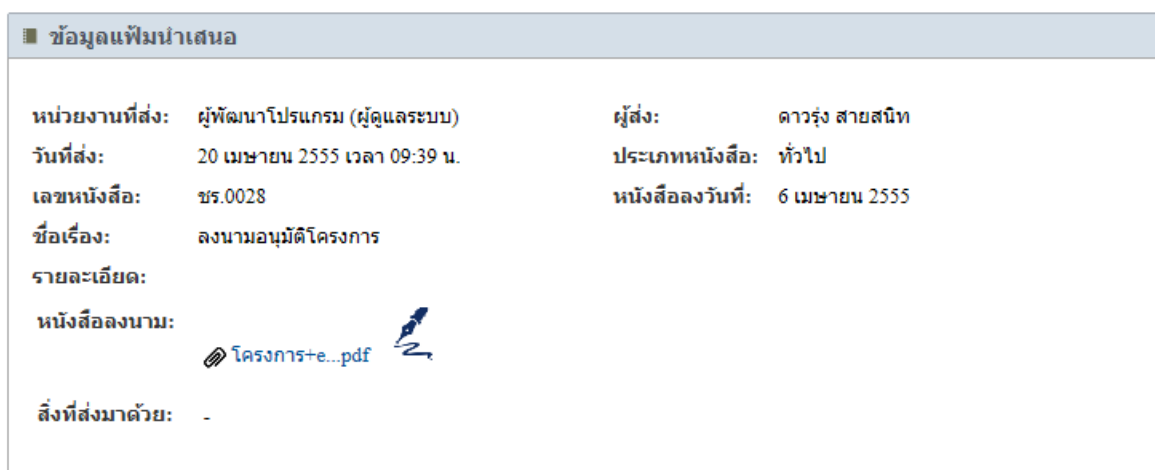 ข้อมูลแฟ้มนำเสนอ
หน่วยงานที่ส่ง: ผู้พัฒนาโปรแกรม (ผู้ดูแลระบบ) ผู้ส่ง: ดาวรุ่ง สายสนิท
วันที่ส่ง: 20 เมษายน 2555 เวลา 09:39 น. ประเภทหนังสือ: ทั่วไป
เลขหนังสือ: ชร.0028 หนังสือลงวันที่: 6 เมษายน 2555
ชื่อเรื่อง: ลงนามอนุมัติโครงการ
รายละเอียด:
หนังสือลงนาม:
โครงการ+e...pdf
สิ่งที่ส่งมาด้วย: -